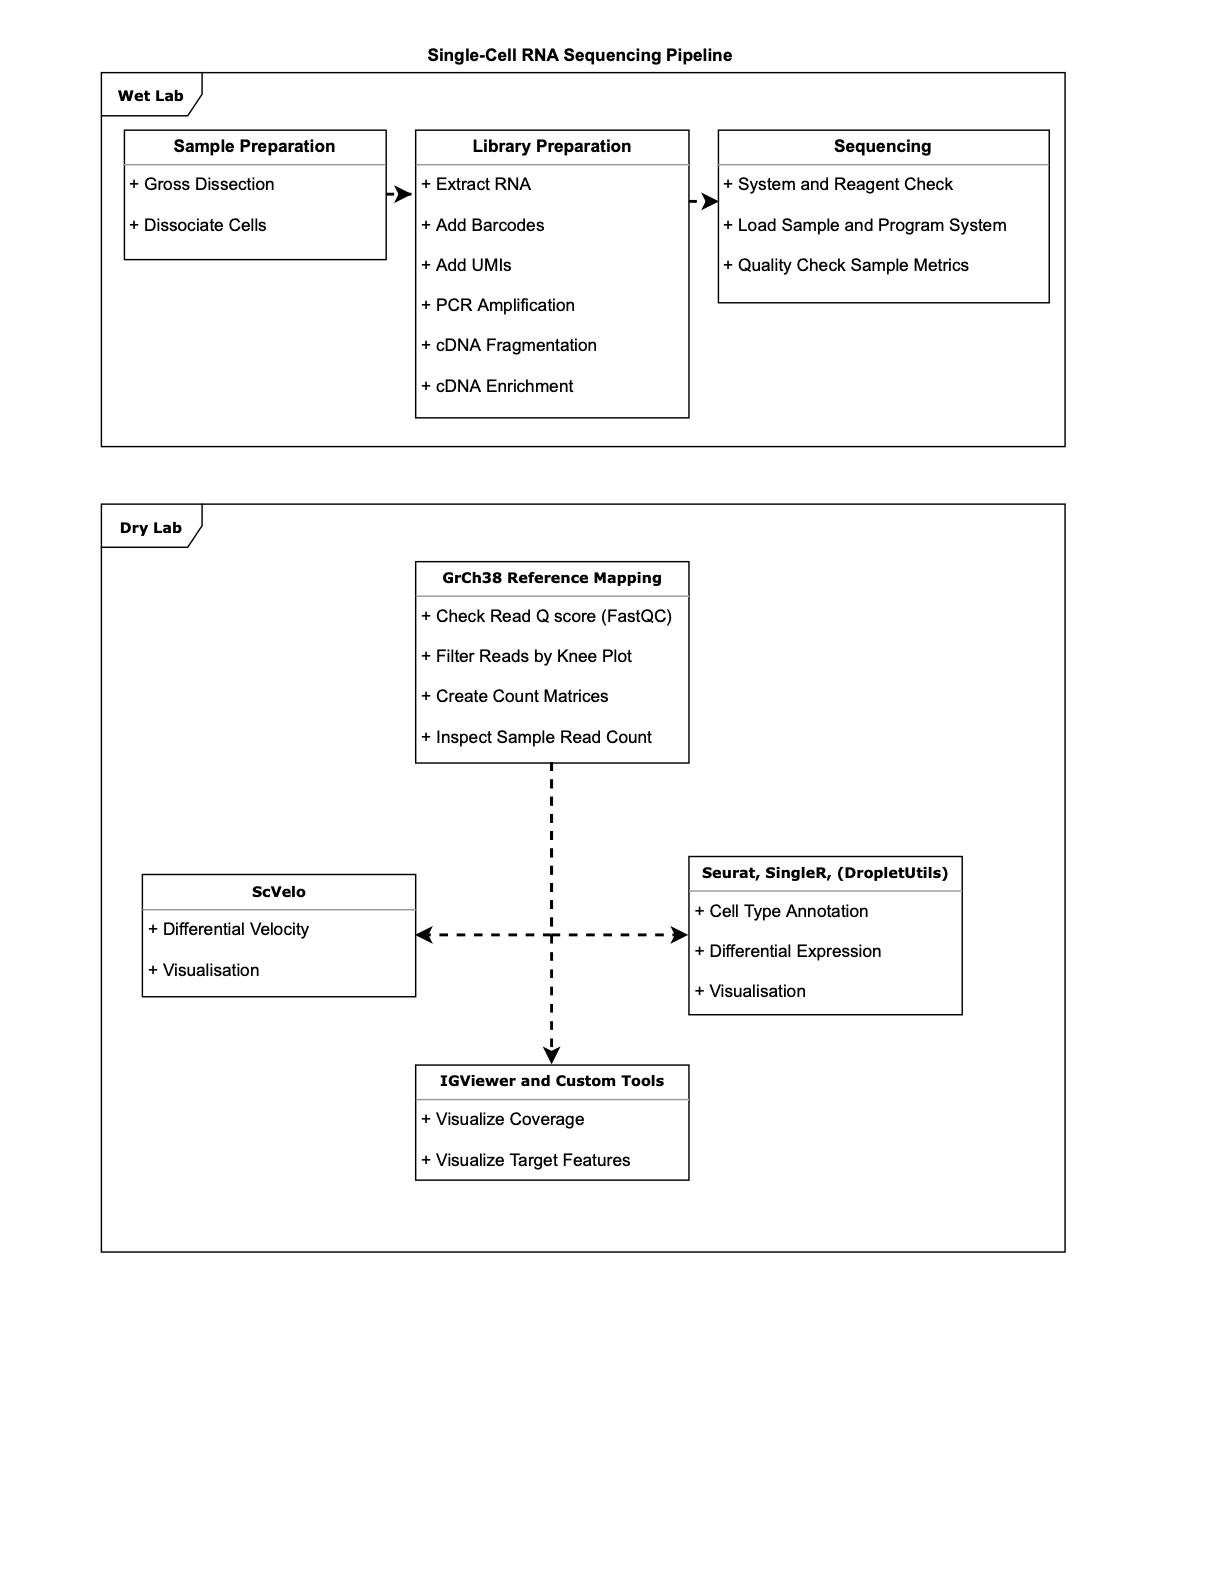 Single-Cell RNA Sequencing Pipeline
Wet Lab
Sample Preparation
+ Gross Dissection
+ Dissociate Cells
Library Preparation
+ Extract RNA
+ Add Barcodes
+ Add UMIs
+ PCR Amplification
+ cDNA Fragmentation
+ cDNA Enrichment
Sequencing
+ System and Reagent Check
+ Load Sample and Program System
+ Quality Check Sample Metrics
Dry Lab
GrCh38 Reference Mapping
+ Check Read Q score (FastQC)
+ Filter Reads by Knee Plot
+ Create Count Matrices
+ Inspect Sample Read Count
ScVelo
+ Differential Velocity
+ Visualisation
Seurat, SingleR, (DropletUtils)
+ Cell Type Annotation
+ Differential Expression
+ Visualisation
IGViewer and Custom Tools
+ Visualize Coverage
+ Visualize Target Features